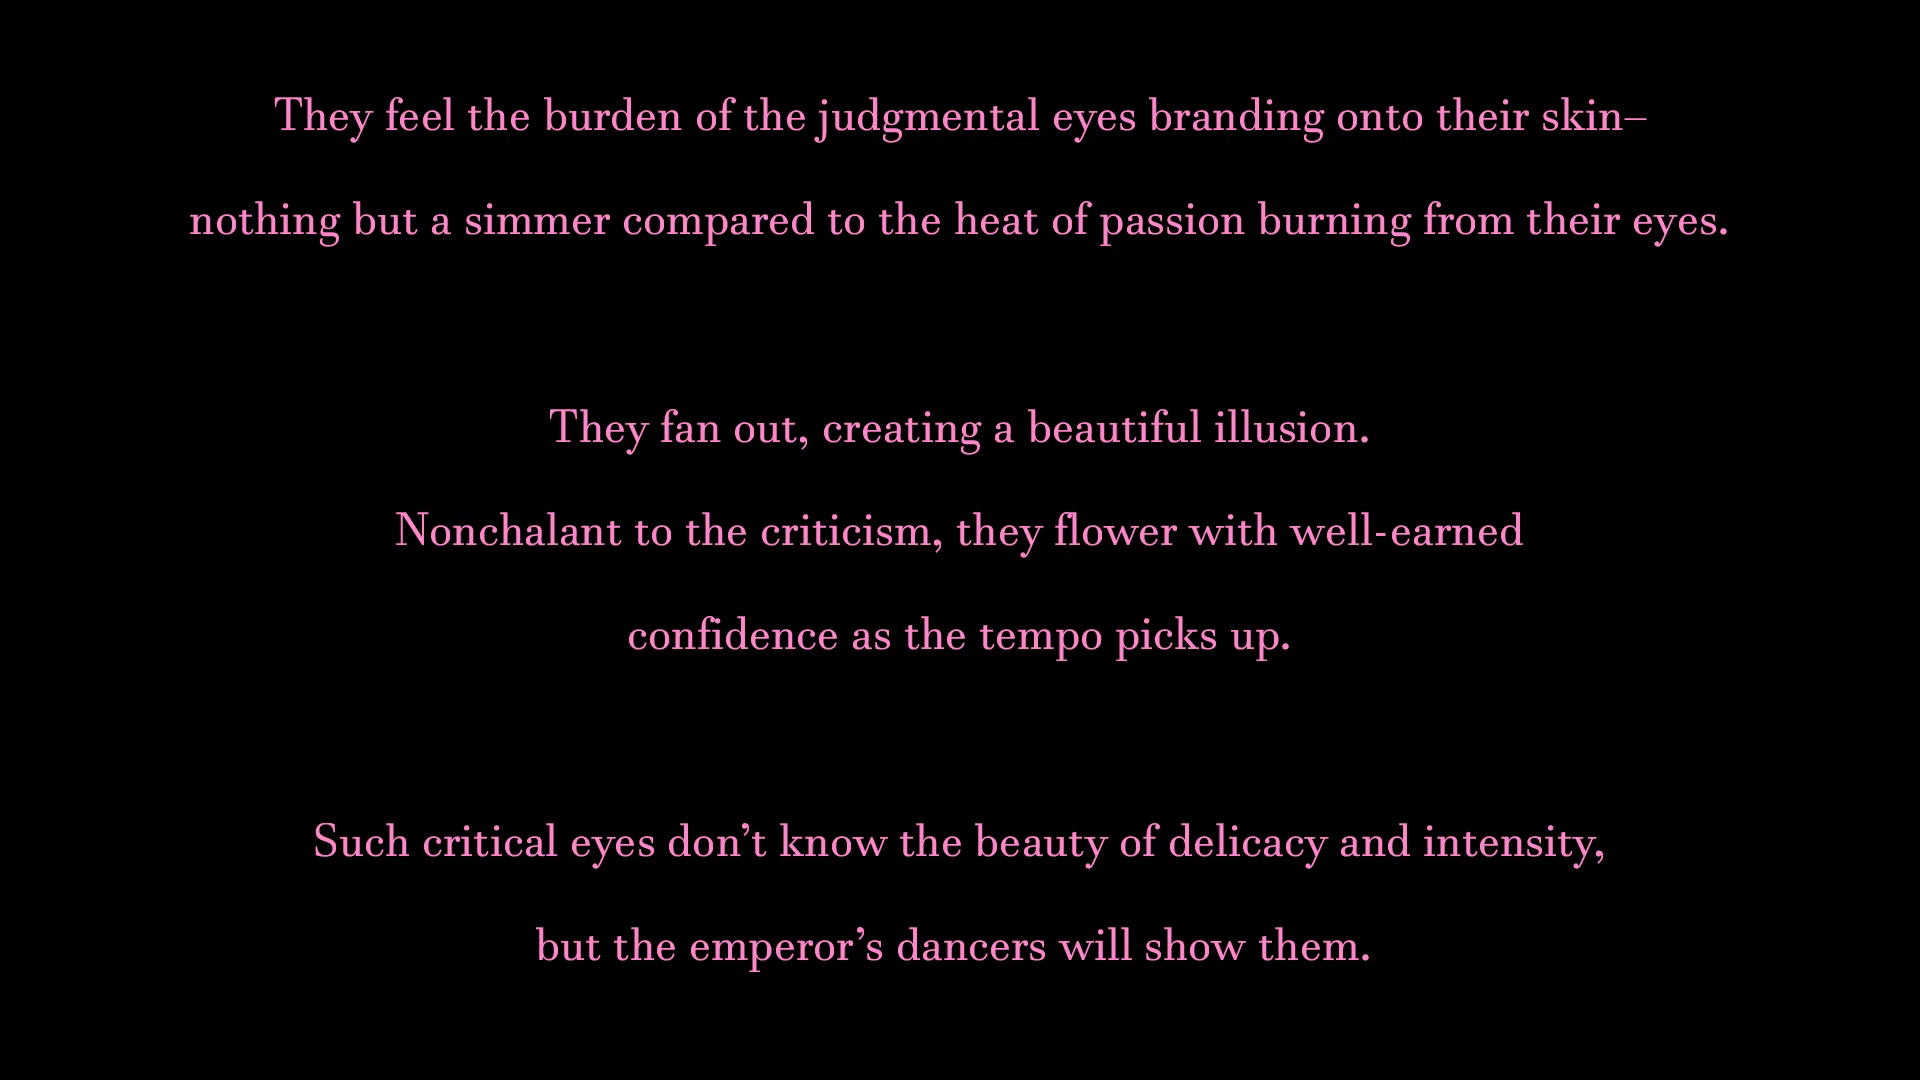 They feel the burden of the judgmental eyes branding onto their skin–
nothing but a simmer compared to the heat of passion burning from their eyes.
They fan out, creating a beautiful illusion.
Nonchalant to the criticism, they flower with well-earned
confidence as the tempo picks up.
Such critical eyes don’t know the beauty of delicacy and intensity,
but the emperor’s dancers will show them.